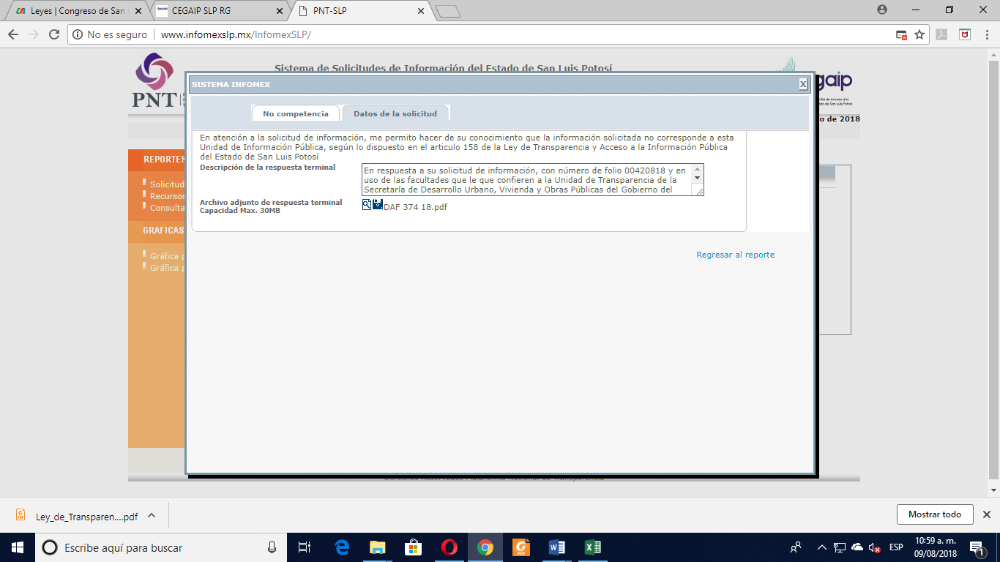 Leyes | Congreso de San
CEGAIP SLP RG
PNT-SLP
No es seguro
www.infomexslp.mx/InfomexSLP/
Sistema de Solicitudes de Información del Estado de San Luis Potosí
PNT
gaip
o de 2018
SISTEMA INFOMEX
X
No competencia
Datos de la solicitud
En atención a la solicitud de información, me permito hacer de su conocimiento que la información solicitada no corresponde a esta
Unidad de Información Pública, según lo dispuesto en el articulo 158 de la Ley de Transparencia y Acceso a la Información Pública
del Estado de San Luis Potosí
Descripción de la respuesta terminal
En respuesta a su solicitud de información, con número de folio 00420818 y en
uso de las facultades que le que confieren a la Unidad de Transparencia de la
Secretaría de Desarrollo Urbano, Vivienda y Obras Públicas del Gobierno del
Archivo adjunto de respuesta terminal
Capacidad Max. 30MB
DAF 374 18.pdf
Regresar al reporte
REPORTES
Solicitud
Recursos
Consulta
GRAFICAS
Gráfica p
Gráfica p
Derechos Reservados Plataforma Nacional de Transparencia
Ley_de_Transparen....pdf
Mostrar todo
Escribe aquí para buscar
ESP
10:59 a. m.
09/08/2018
1